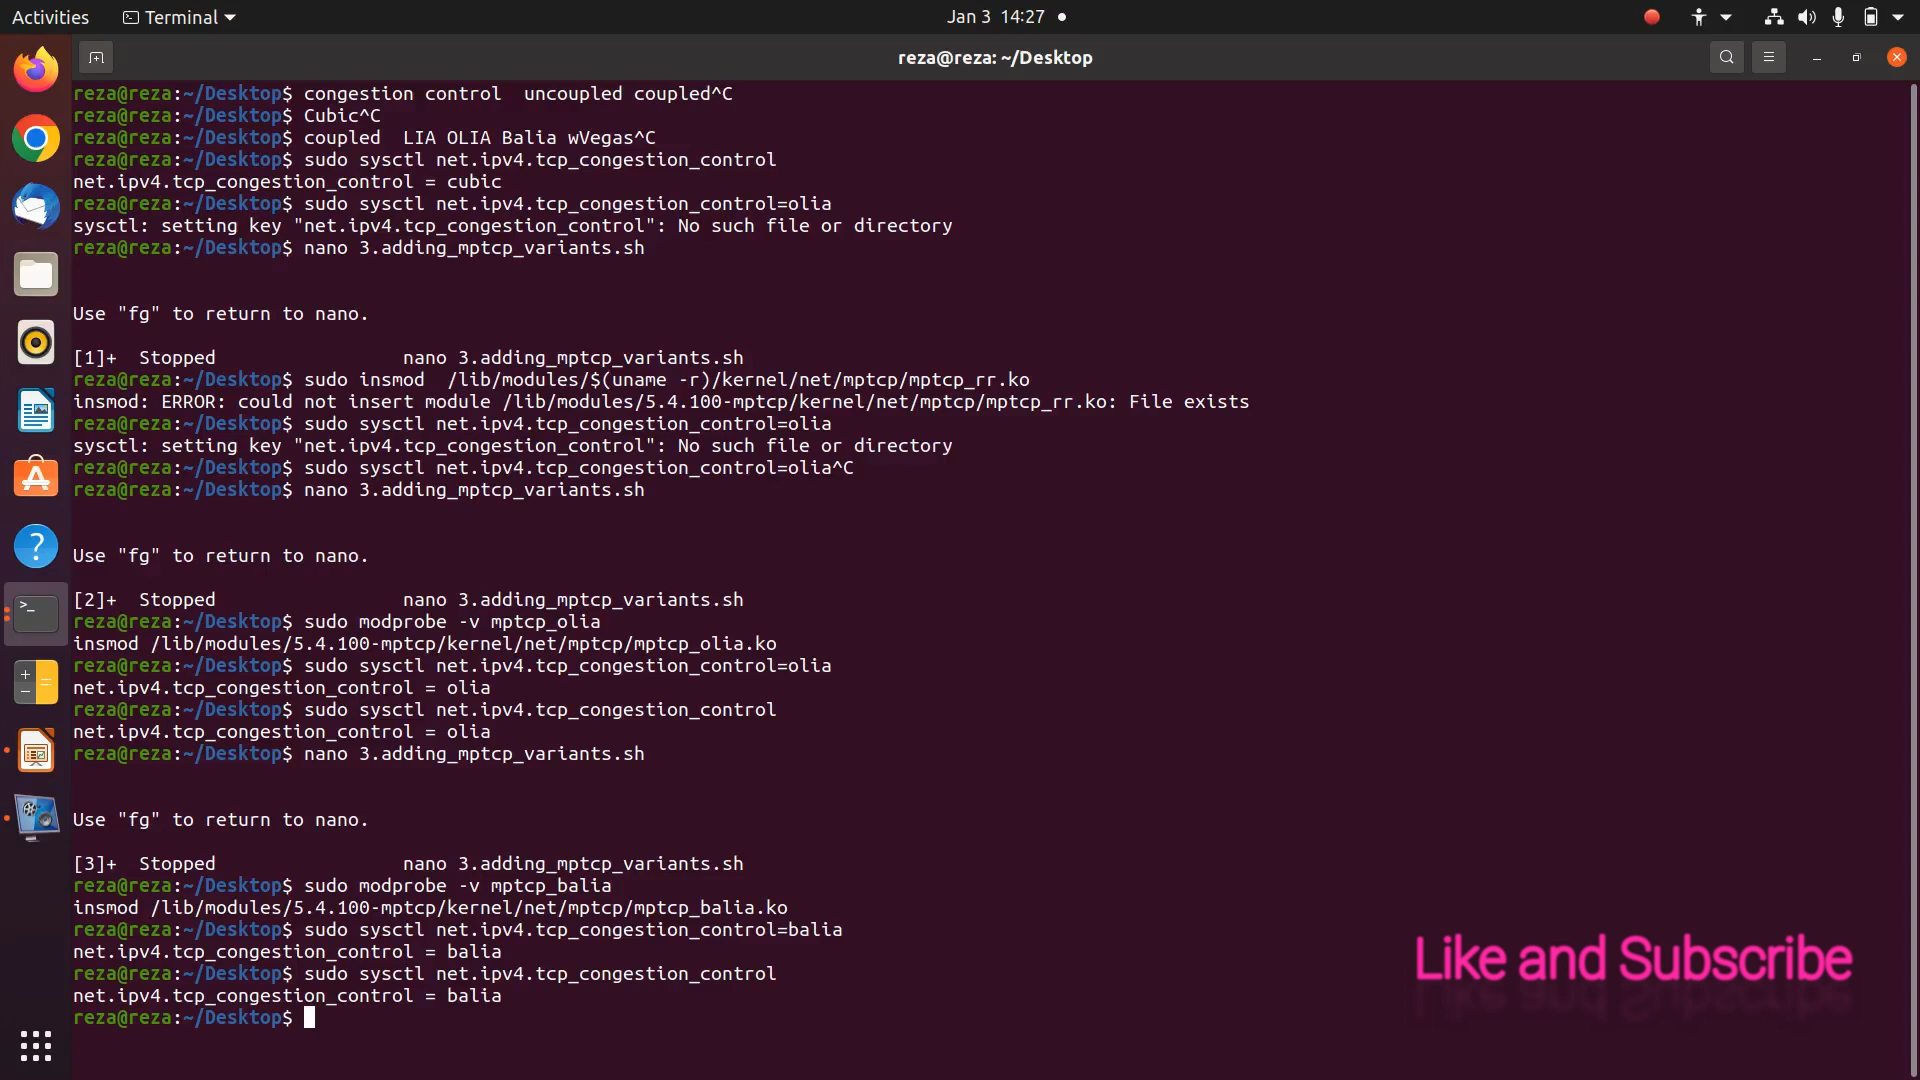 Activities Terminal Jan 3 14:27
reza@reza: ~/Desktop
reza@reza:~/Desktop$ congestion control  uncoupled coupled^C
reza@reza:~/Desktop$ Cubic^C
reza@reza:~/Desktop$ coupled  LIA OLIA Balia wVegas^C
reza@reza:~/Desktop$ sudo sysctl net.ipv4.tcp_congestion_control
net.ipv4.tcp_congestion_control = cubic
reza@reza:~/Desktop$ sudo sysctl net.ipv4.tcp_congestion_control=olia
sysctl: setting key "net.ipv4.tcp_congestion_control": No such file or directory
reza@reza:~/Desktop$ nano 3.adding_mptcp_variants.sh
Use "fg" to return to nano.
[1]+  Stopped                 nano 3.adding_mptcp_variants.sh
reza@reza:~/Desktop$ sudo insmod  /lib/modules/$(uname -r)/kernel/net/mptcp/mptcp_rr.ko
insmod: ERROR: could not insert module /lib/modules/5.4.100-mptcp/kernel/net/mptcp/mptcp_rr.ko: File exists
reza@reza:~/Desktop$ sudo sysctl net.ipv4.tcp_congestion_control=olia
sysctl: setting key "net.ipv4.tcp_congestion_control": No such file or directory
reza@reza:~/Desktop$ sudo sysctl net.ipv4.tcp_congestion_control=olia^C
reza@reza:~/Desktop$ nano 3.adding_mptcp_variants.sh
Use "fg" to return to nano.
[2]+  Stopped                 nano 3.adding_mptcp_variants.sh
reza@reza:~/Desktop$ sudo modprobe -v mptcp_olia
insmod /lib/modules/5.4.100-mptcp/kernel/net/mptcp/mptcp_olia.ko
reza@reza:~/Desktop$ sudo sysctl net.ipv4.tcp_congestion_control=olia
net.ipv4.tcp_congestion_control = olia
reza@reza:~/Desktop$ sudo sysctl net.ipv4.tcp_congestion_control
net.ipv4.tcp_congestion_control = olia
reza@reza:~/Desktop$ nano 3.adding_mptcp_variants.sh
Use "fg" to return to nano.
[3]+  Stopped                 nano 3.adding_mptcp_variants.sh
reza@reza:~/Desktop$ sudo modprobe -v mptcp_balia
insmod /lib/modules/5.4.100-mptcp/kernel/net/mptcp/mptcp_balia.ko
reza@reza:~/Desktop$ sudo sysctl net.ipv4.tcp_congestion_control=balia
net.ipv4.tcp_congestion_control = balia
reza@reza:~/Desktop$ sudo sysctl net.ipv4.tcp_congestion_control
net.ipv4.tcp_congestion_control = balia
reza@reza:~/Desktop$
Like and Subscribe